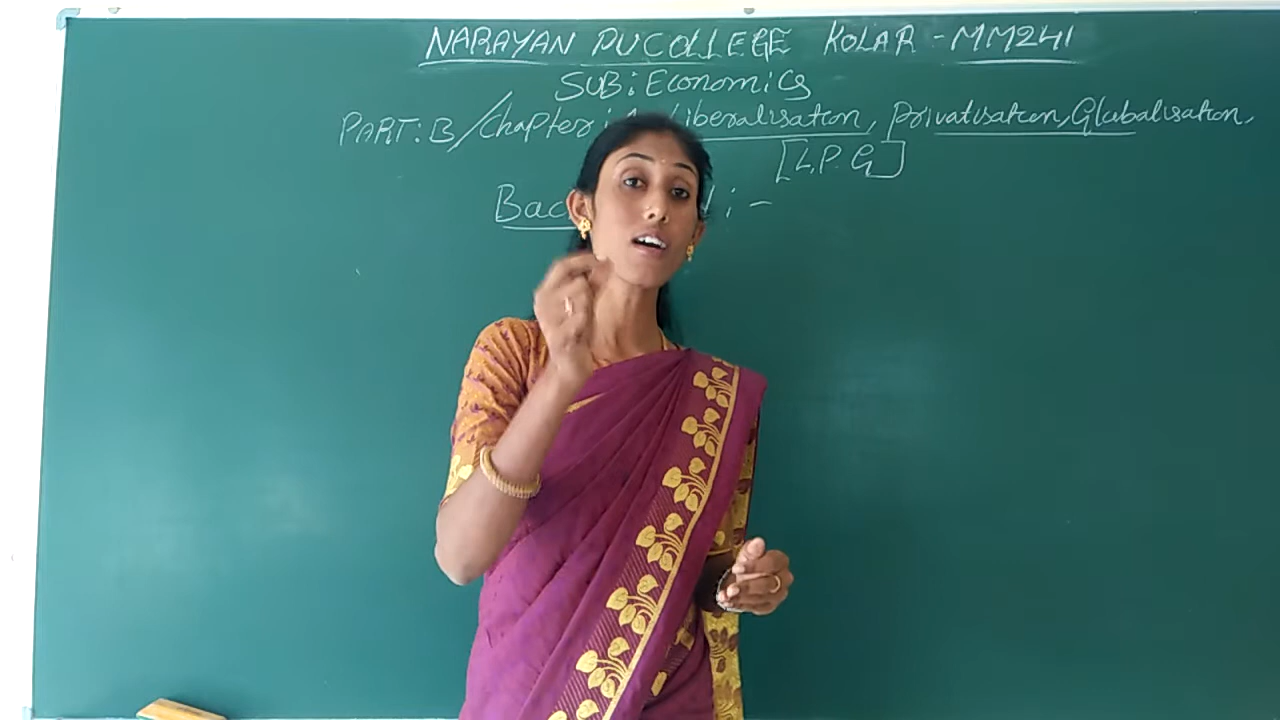 NARAYAN PU COLLEGE KOLAR - MM241
SUB: Economics
PART: B/Chapter: Liberalisation, Privatisation, Globalisation,
[L.P.G]
Bac :-